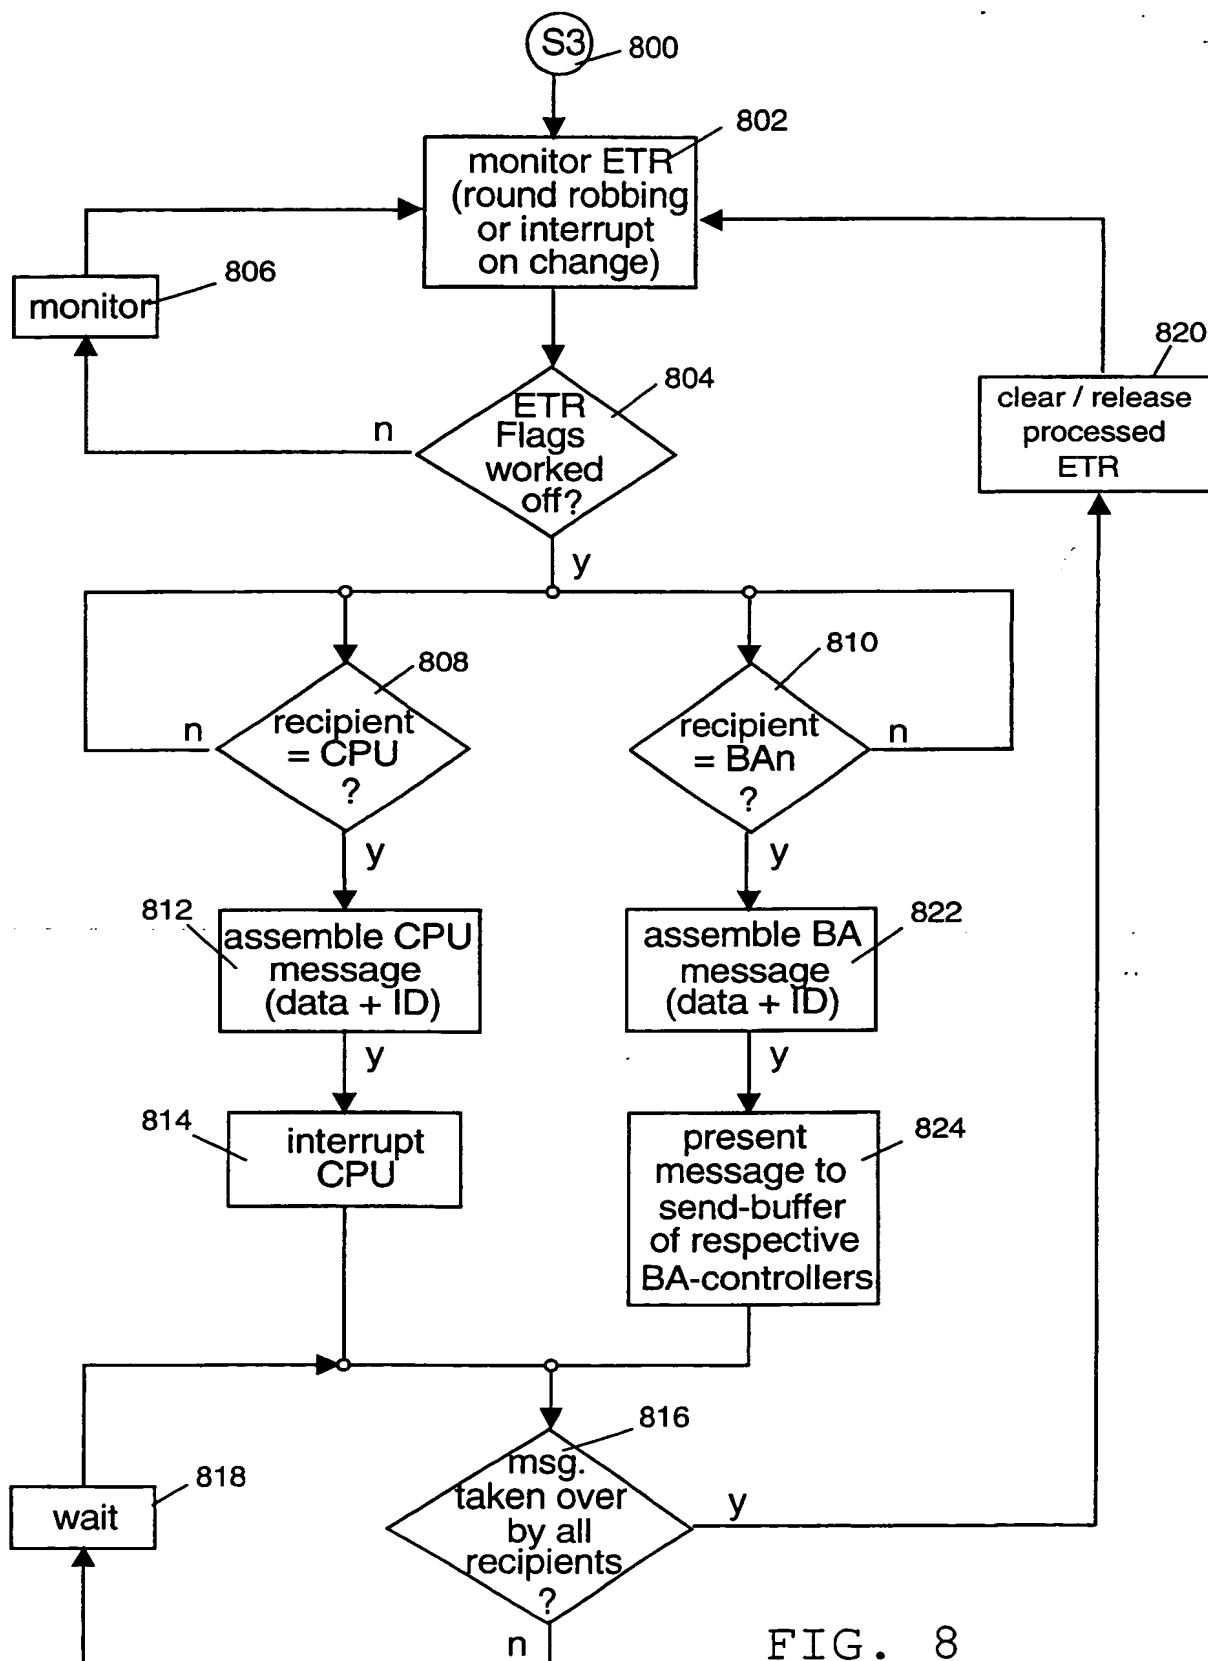 S3
800
802
monitor ETR
(round robbing
or interrupt
on change)
806
monitor
804
ETR
Flags
worked
off?
n
y
820
clear / release
processed
ETR
808
recipient
= CPU
?
n
y
810
recipient
= BAn
?
n
y
812
assemble CPU
message
(data + ID)
y
822
assemble BA
message
(data + ID)
y
814
interrupt
CPU
824
present
message to
send-buffer
of respective
BA-controllers
816
msg.
taken over
by all
recipients
?
y
n
818
wait
FIG. 8